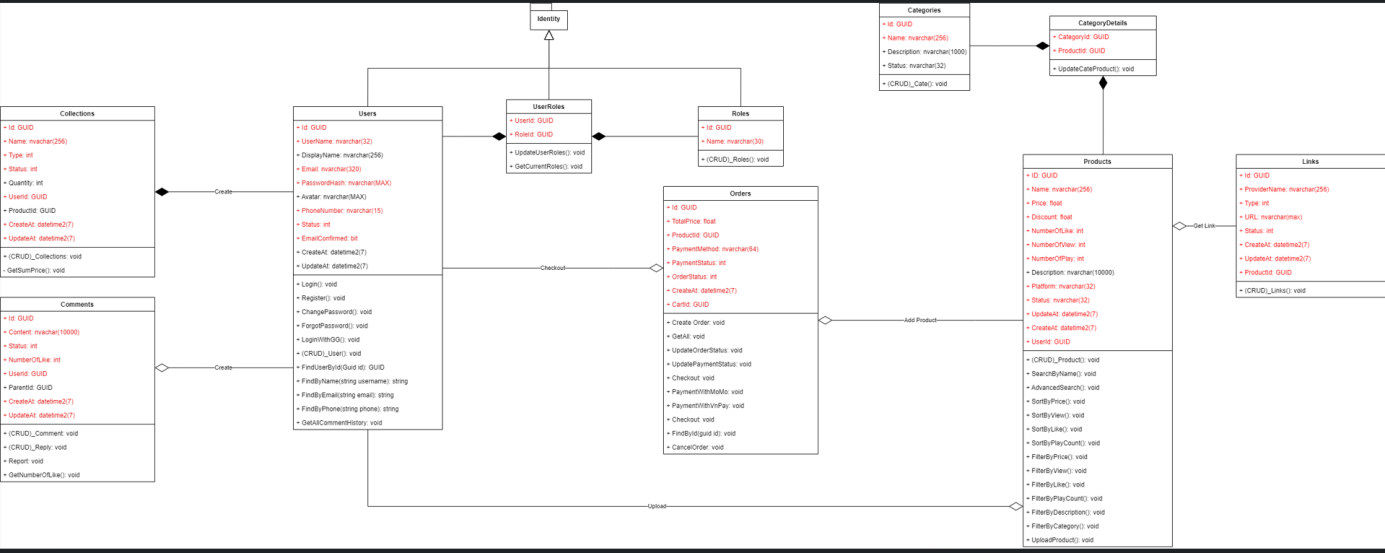 Identity
Categories
+ Id: GUID
+ Name: nvarchar(256)
+ Description: nvarchar(1000)
+ Status: nvarchar(32)
+ (CRUD)_Cate(): void
CategoryDetails
+ CategoryId: GUID
+ ProductId: GUID
+ UpdateCateProduct(): void
Collections
+ Id: GUID
+ Name: nvachar(256)
+ Type: int
+ Status: int
+ Quantity: int
+ UserId: GUID
+ ProductId: GUID
+ CreateAt: datetime2(7)
+ UpdateAt: datetime2(7)
+ (CRUD)_Collections: void
- GetSumPrice(): void
Create
Users
+ Id: GUID
+ UserName: nvarchar(32)
+ DisplayName: nvarchar(256)
+ Email: nvarchar(320)
+ PasswordHash: nvarchar(MAX)
+ Avatar: nvarchar(MAX)
+ PhoneNumber: nvarchar(15)
+ Status: int
+ EmailConfirmed: bit
+ CreateAt: datetime2(7)
+ UpdateAt: datetime2(7)
+ Login(): void
+ Register(): void
+ ChangePassword(): void
+ ForgotPassword(): void
+ LoginWithGG(): void
+ (CRUD)_User(): void
+ FindUserById(Guid id): GUID
+ FindByName(string username): string
+ FindByEmail(string email): string
+ FindByPhone(string phone): string
+ GetAllCommentHistory: void
UserRoles
+ UserId: GUID
+ RoleId: GUID
+ UpdateUserRoles(): void
+ GetCurrentRoles(): void
Roles
+ Id: GUID
+ Name: nvarchar(30)
+ (CRUD)_Roles(): void
Comments
+ Id: GUID
+ Content: nvachar(10000)
+ Status: int
+ NumberOfLike: int
+ UserId: GUID
+ ParentId: GUID
+ CreateAt: datetime2(7)
+ UpdateAt: datetime2(7)
+ (CRUD)_Comment: void
+ (CRUD)_Reply: void
+ Report: void
+ GetNumberOfLike(): void
Create
Checkout
Orders
+ Id: GUID
+ TotalPrice: float
+ ProductId: GUID
+ PaymentMethod: nvarchar(64)
+ PaymentStatus: int
+ OrderStatus: int
+ CreateAt: datetime2(7)
+ CartId: GUID
+ Create Order: void
+ GetAll: void
+ UpdateOrderStatus: void
+ UpdatePaymentStatus: void
+ Checkout: void
+ PaymentWithMoMo: void
+ PaymentWithVnPay: void
+ Checkout: void
+ FindById(guid id): void
+ CancelOrder: void
Add Product
Upload
Products
+ ID: GUID
+ Name: nvarchar(256)
+ Price: float
+ Discount: float
+ NumberOfLike: int
+ NumberOfView: int
+ NumberOfPlay: int
+ Description: nvarchar(10000)
+ Platform: nvarchar(32)
+ Status: nvarchar(32)
+ UpdateAt: datetime2(7)
+ CreateAt: datetime2(7)
+ UserId: GUID
+ (CRUD)_Product(): void
+ SearchByName(): void
+ AdvancedSearch(): void
+ SortByPrice(): void
+ SortByView(): void
+ SortByLike(): void
+ SortByPlayCount(): void
+ FilterByPrice(): void
+ FilterByView(): void
+ FilterByLike(): void
+ FilterByPlayCount(): void
+ FilterByDescription(): void
+ FilterByCategory(): void
+ UploadProduct(): void
Get Link
Links
+ Id: GUID
+ ProviderName: nvarchar(256)
+ Type: int
+ URL: nvarchar(max)
+ Status: int
+ CreateAt: datetime2(7)
+ UpdateAt: datetime2(7)
+ ProductId: GUID
+ (CRUD)_Links(): void